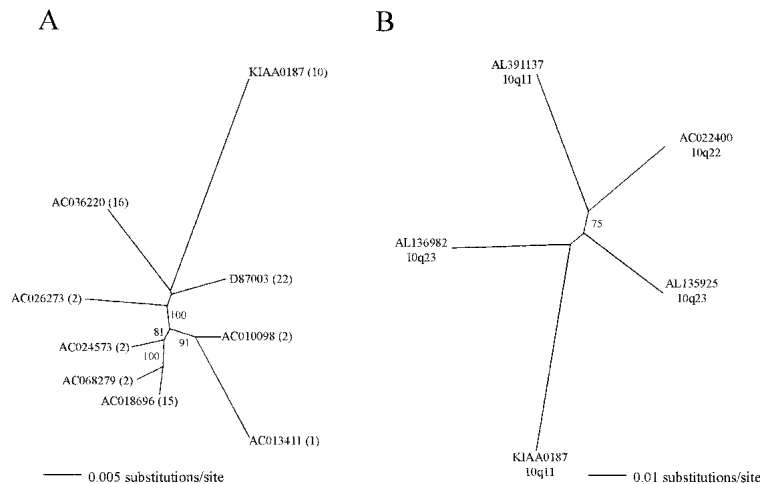 A
KIAA0187 (10)
AC036220 (16)
D87003 (22)
AC026273 (2)
100
81
AC010098 (2)
91
AC024573 (2)
100
AC068279 (2)
AC018696 (15)
AC013411 (1)
0.005 substitutions/site
B
AL391137
10q11
AC022400
10q22
75
AL136982
10q23
AL135925
10q23
KIAA0187
10q11
0.01 substitutions/site